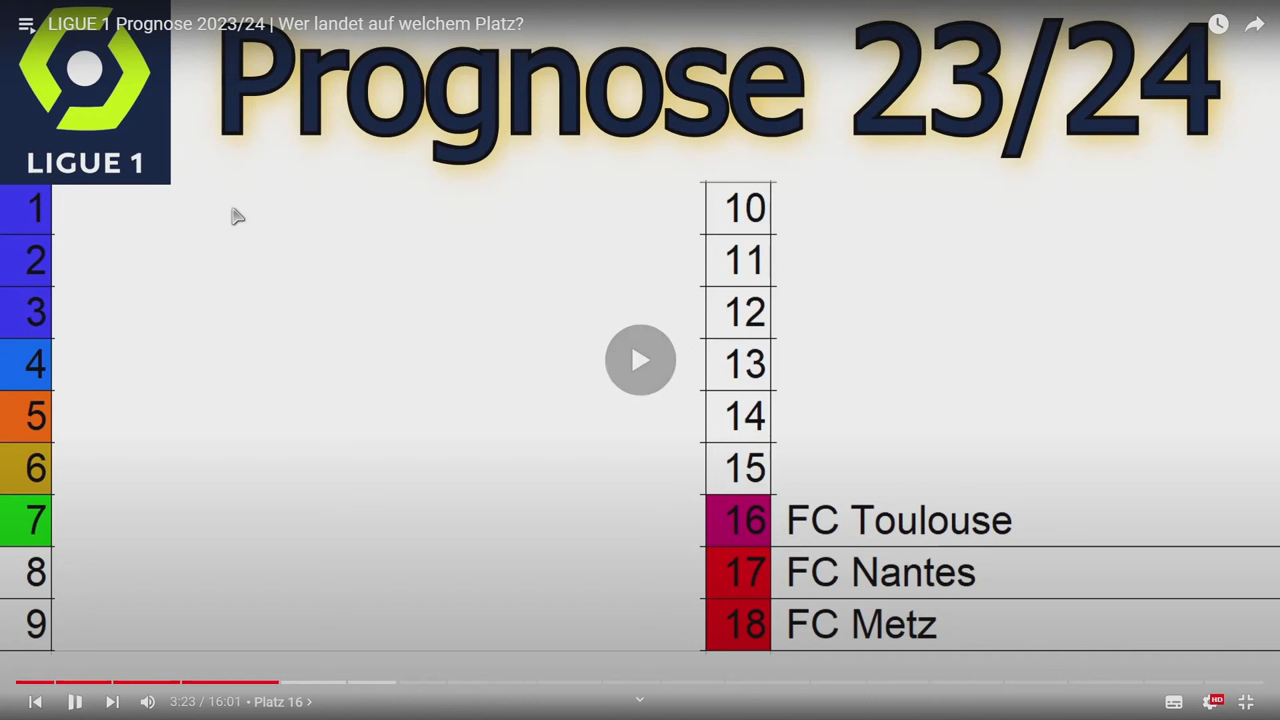 LIGUE 1 Prognose 2023/24 | Wer landet auf welchem Platz?
Prognose 23/24
LIGUE 1
1
2
3
4
5
6
7
8
9
10
11
12
13
14
15
16 FC Toulouse
17 FC Nantes
18 FC Metz
3:23 / 16:01 • Platz 16
HD